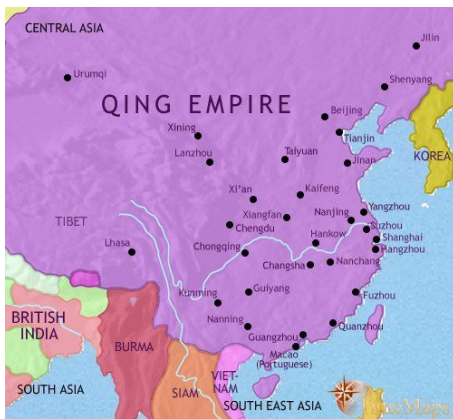 CENTRAL ASIA
Jilin
Urumqi
Shenyang
QING EMPIRE
Beijing
Xining
Tianjin
Lanzhou
Taiyuan
Jinan
KOREA
Xi'an
Kaifeng
TIBET
Xiangfan
Yangzhou
Nanjing
Chengdu
Suzhou
Lhasa
Hankow
Shanghai
Chongqing
Hangzhou
Changsha
Nanchang
Kunming
Guiyang
Fuzhou
BRITISH
INDIA
Nanning
Quanzhou
BURMA
Guangzhou
Macao
(Portuguese)
VIET-
NAM
SOUTH ASIA
SIAM
SOUTH EAST ASIA
TimeMaps